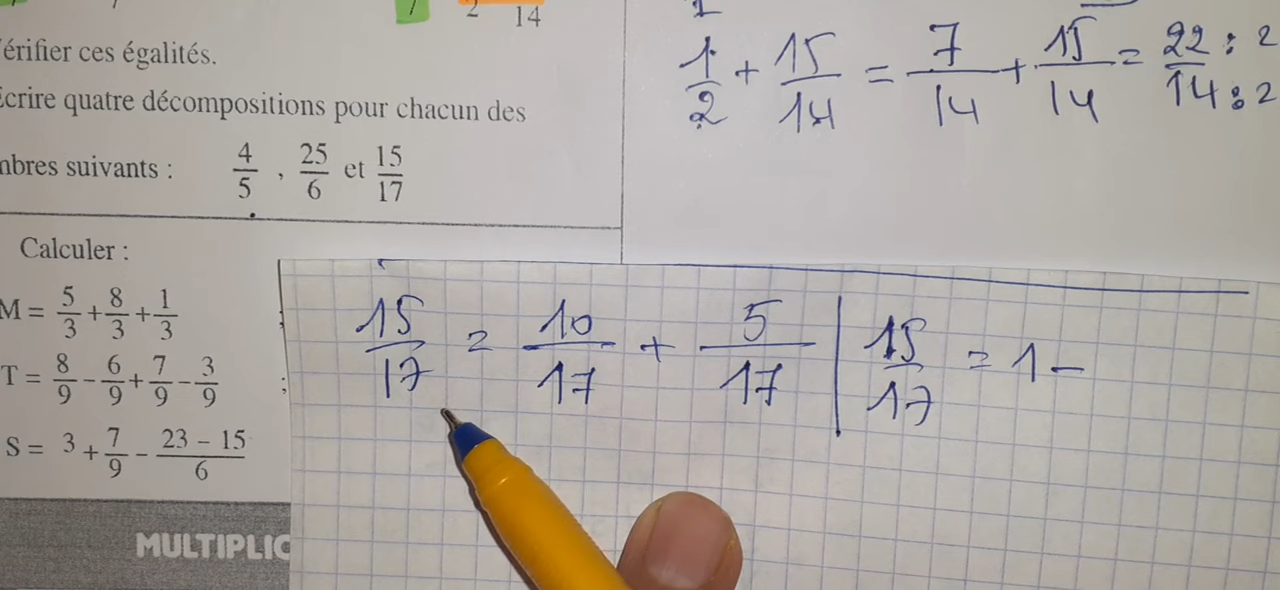 2 14
érifier ces égalités.
crire quatre décompositions pour chacun des
mbres suivants : 4/5 , 25/6 et 15/17
Calculer :
M = 5/3 + 8/3 + 1/3
T = 8/9 - 6/9 + 7/9 - 3/9 ;
S = 3 + 7/9 - (23 - 15)/6
MULTIPLIC
1/2 + 15/14 = 7/14 + 15/14 = 22/14 : 2 : 2
15/17 = 10/17 + 5/17 | 15/17 = 1 -